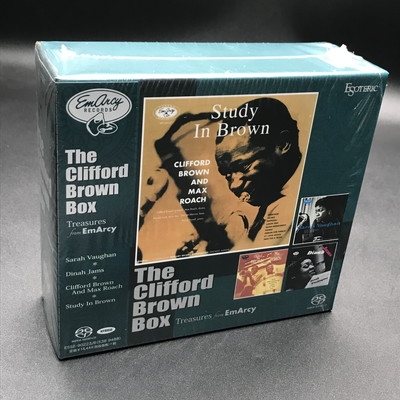 EmArcy
RECORDS
The
Clifford
Brown
Box
Treasures
from EmArcy
Sarah Vaughan
Dinah Jams
Clifford Brown
And Max Roach
Study In Brown
ESOTERIC
Study
In Brown
CLIFFORD
BROWN
AND MAX
ROACH
The
Clifford
Brown
Box
Treasures from EmArcy